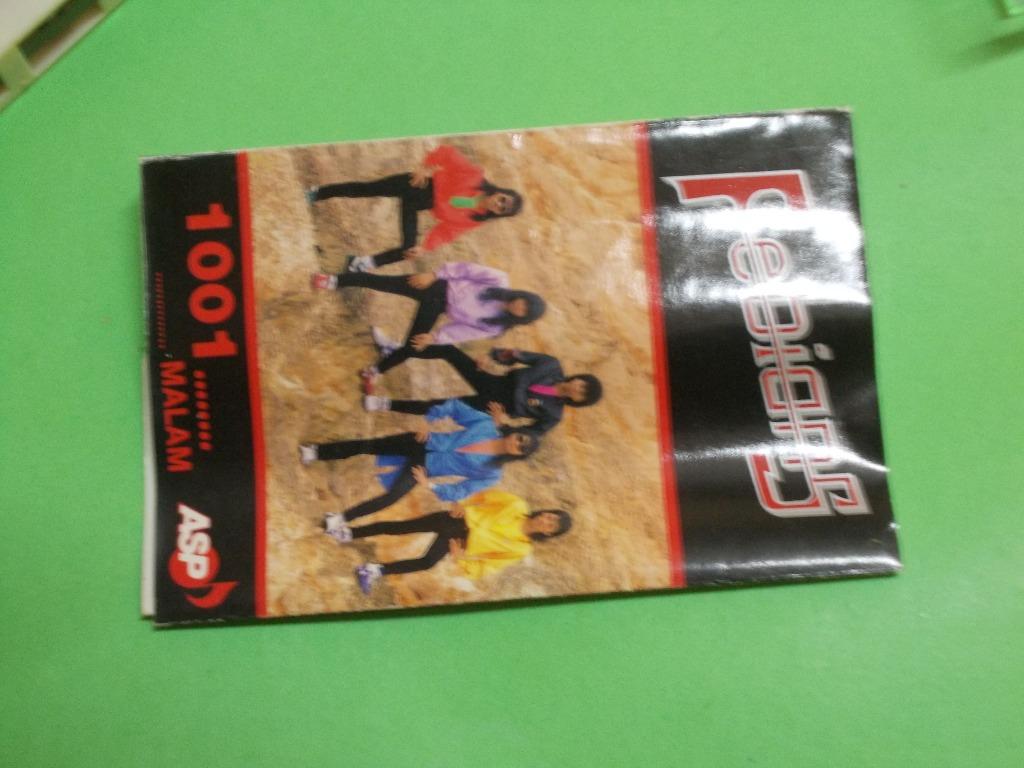 Febians
1001........
............, MALAM
ASP